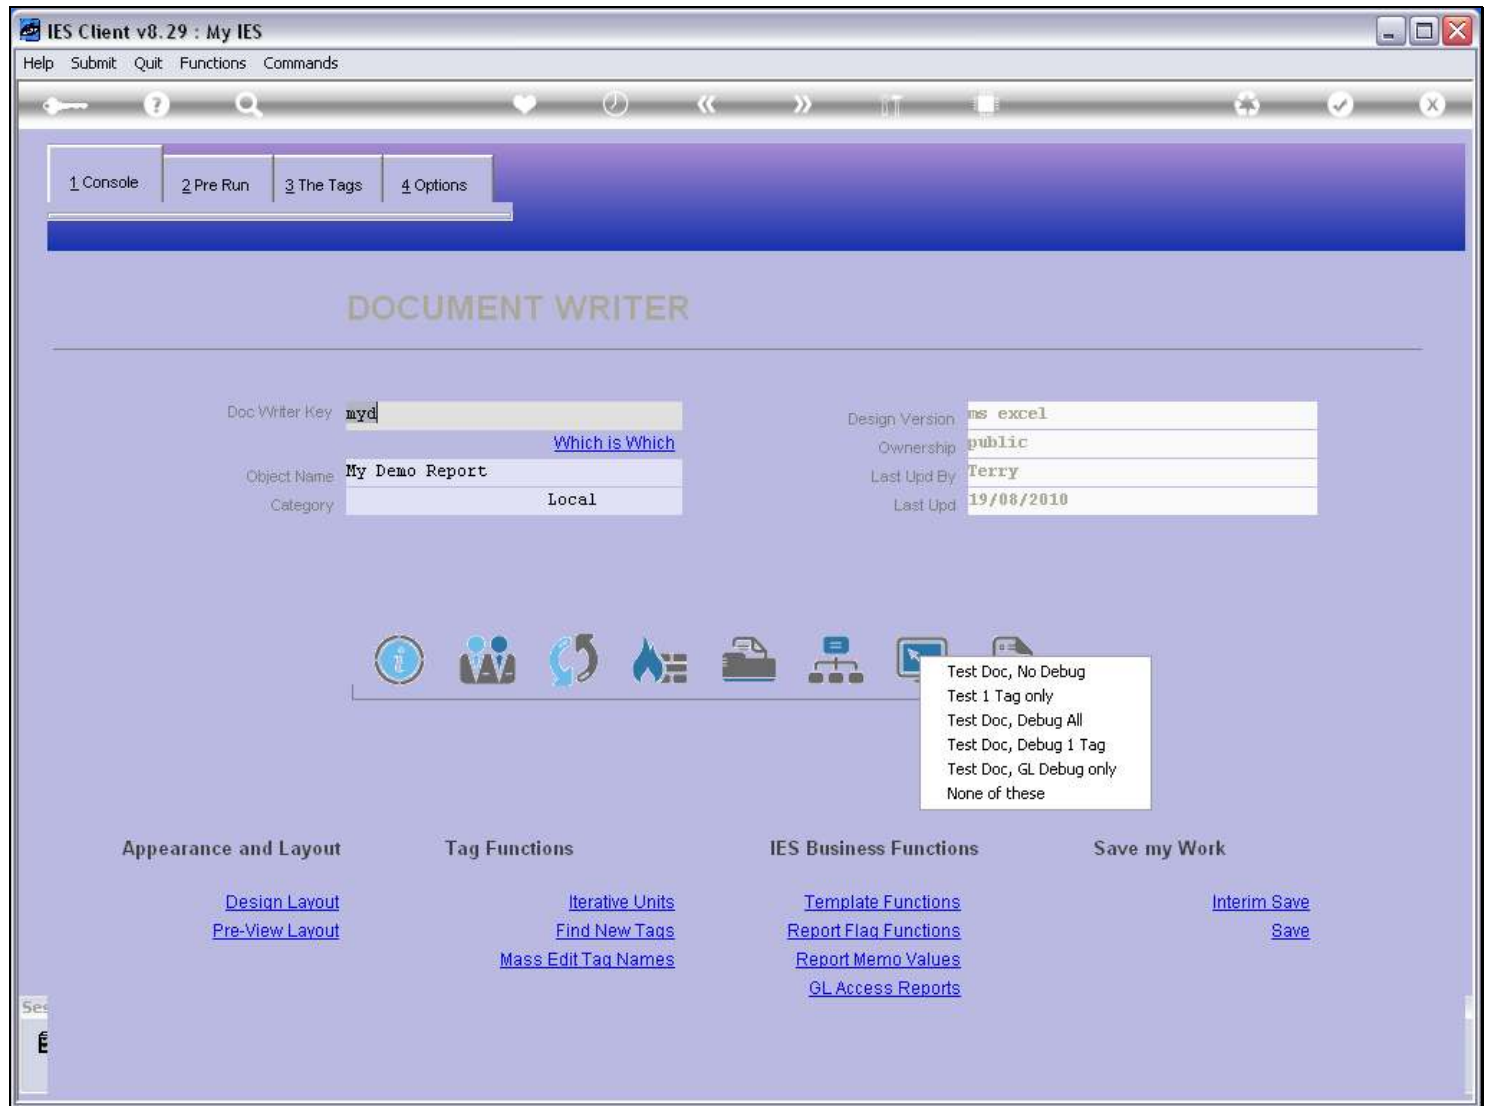 IES Client v8.29 : My IES
Help Submit Quit Functions Commands
1 Console 2 Pre Run 3 The Tags 4 Options
DOCUMENT WRITER
Doc Writer Key myd
Which is Which
Object Name My Demo Report
Category Local
Design Version ms excel
Ownership public
Last Upd By Terry
Last Upd 19/08/2010
Test Doc, No Debug
Test 1 Tag only
Test Doc, Debug All
Test Doc, Debug 1 Tag
Test Doc, GL Debug only
None of these
Appearance and Layout Tag Functions IES Business Functions Save my Work
Design Layout Iterative Units Template Functions Interim Save
Pre-View Layout Find New Tags Report Flag Functions Save
Mass Edit Tag Names Report Memo Values
GL Access Reports